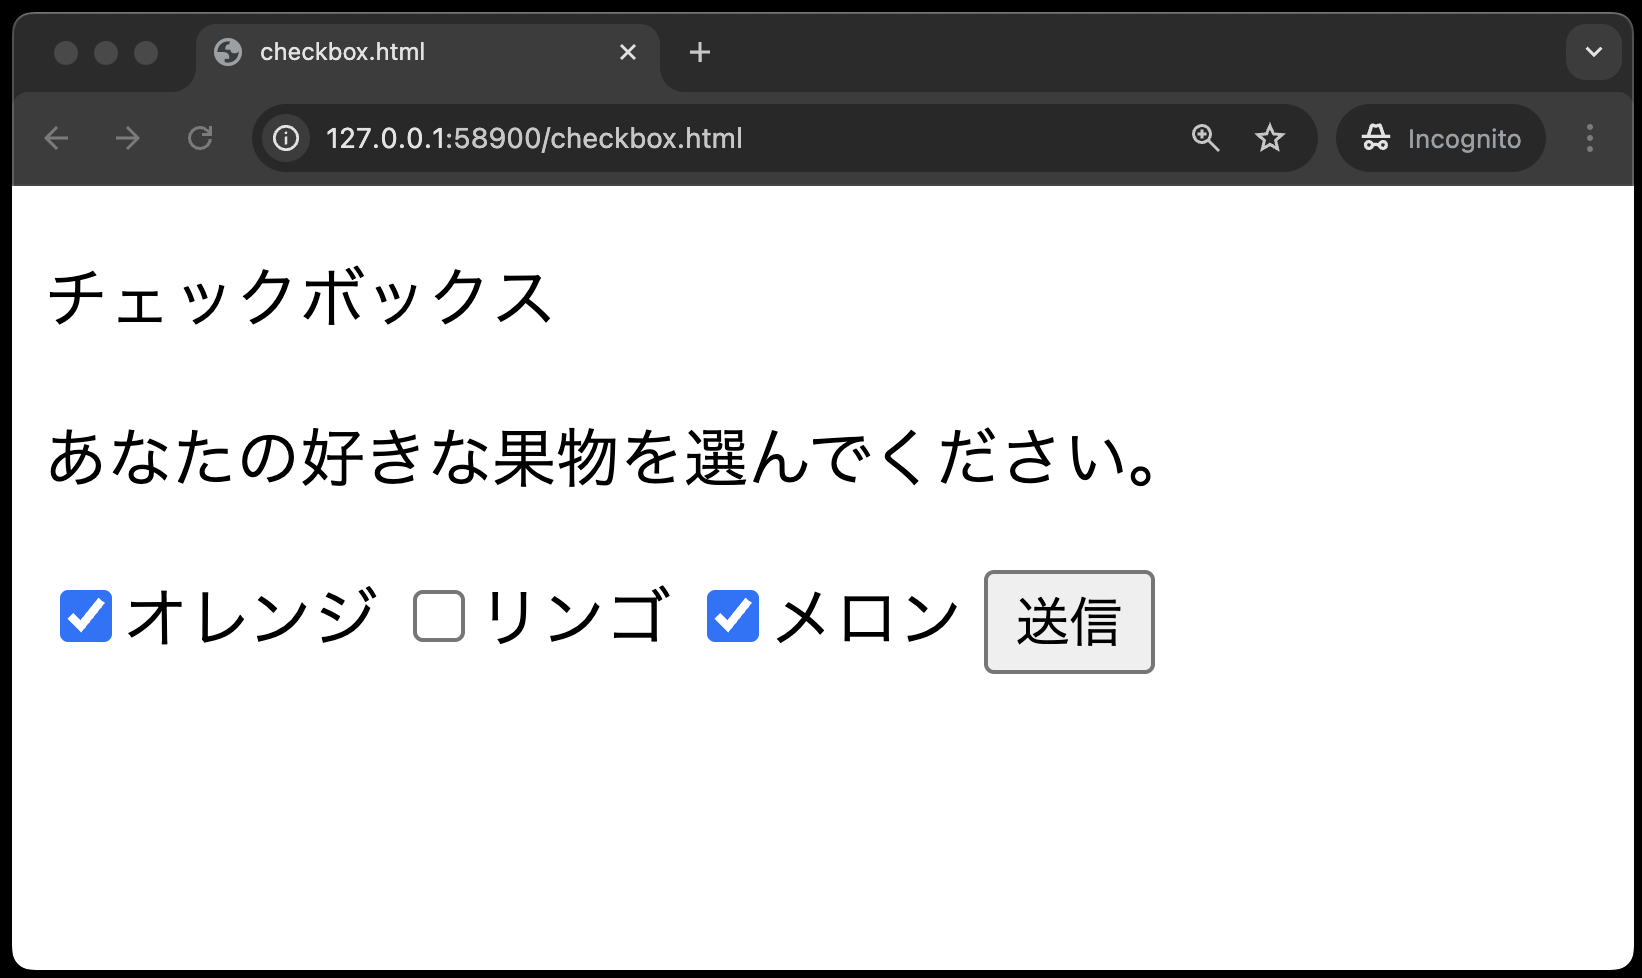 checkbox.html
127.0.0.1:58900/checkbox.html
Incognito
チェックボックス
あなたの好きな果物を選んでください。
オレンジ リンゴ メロン 送信